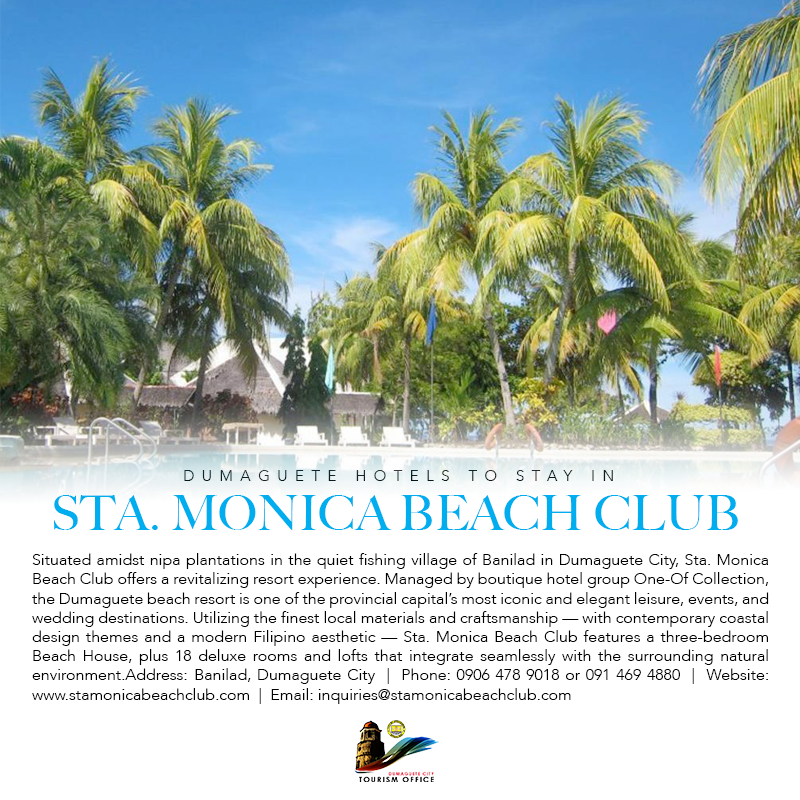 DUMAGUETE HOTELS TO STAY IN
STA. MONICA BEACH CLUB
Situated amidst nipa plantations in the quiet fishing village of Banilad in Dumaguete City, Sta. Monica
Beach Club offers a revitalizing resort experience. Managed by boutique hotel group One-Of Collection,
the Dumaguete beach resort is one of the provincial capital’s most iconic and elegant leisure, events, and
wedding destinations. Utilizing the finest local materials and craftsmanship — with contemporary coastal
design themes and a modern Filipino aesthetic — Sta. Monica Beach Club features a three-bedroom
Beach House, plus 18 deluxe rooms and lofts that integrate seamlessly with the surrounding natural
environment.Address: Banilad, Dumaguete City | Phone: 0906 478 9018 or 091 469 4880 | Website:
www.stamonicabeachclub.com | Email: inquiries@stamonicabeachclub.com
DUMAGUETE CITY
TOURISM OFFICE